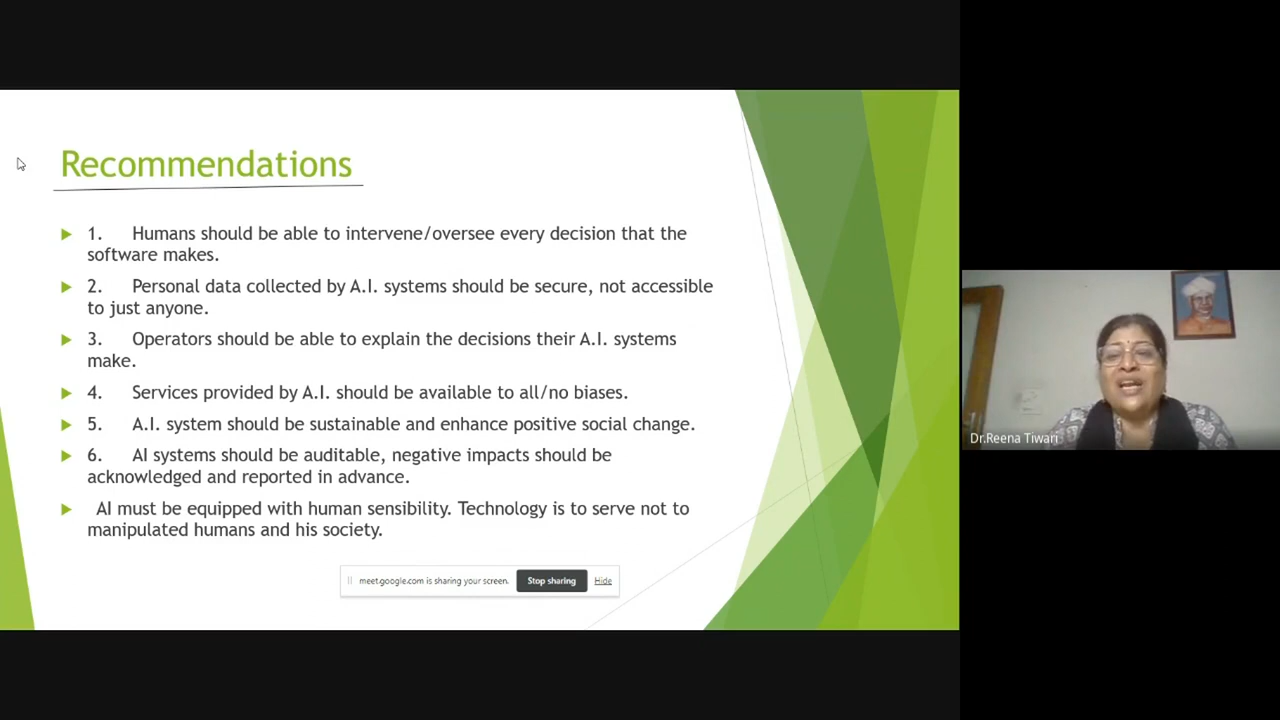 Recommendations
1. Humans should be able to intervene/oversee every decision that the
software makes.
2. Personal data collected by A.I. systems should be secure, not accessible
to just anyone.
3. Operators should be able to explain the decisions their A.I. systems
make.
4. Services provided by A.I. should be available to all/no biases.
5. A.I. system should be sustainable and enhance positive social change.
6. AI systems should be auditable, negative impacts should be
acknowledged and reported in advance.
AI must be equipped with human sensibility. Technology is to serve not to
manipulated humans and his society.
meet.google.com is sharing your screen. Stop sharing Hide
Dr.Reena Tiwari